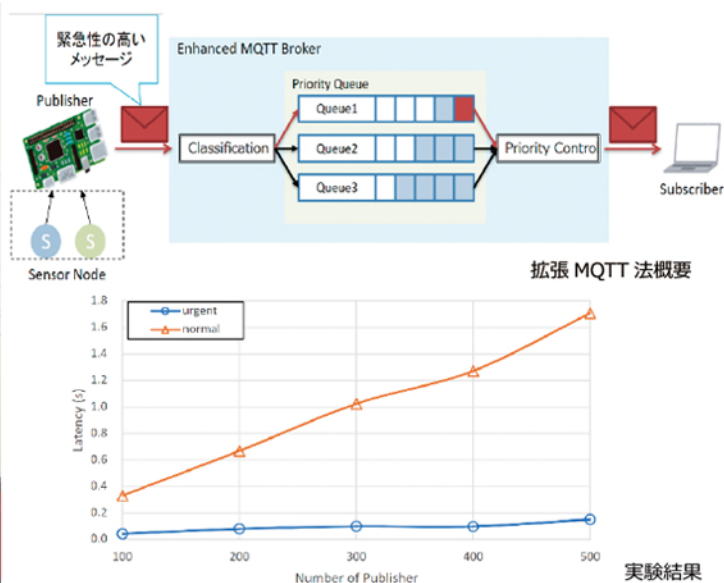 緊急性の高い
メッセージ
Enhanced MQTT Broker
Publisher
Priority Queue
Queue1
Classification
Queue2
Priority Contro
Queue3
Subscriber
S
S
Sensor Node
拡張 MQTT 法概要
urgent
normal
Latency (s)
1.8
1.6
1.4
1.2
1.0
0.8
0.6
0.4
0.2
0.0
100 200 300 400 500
Number of Publisher
実験結果